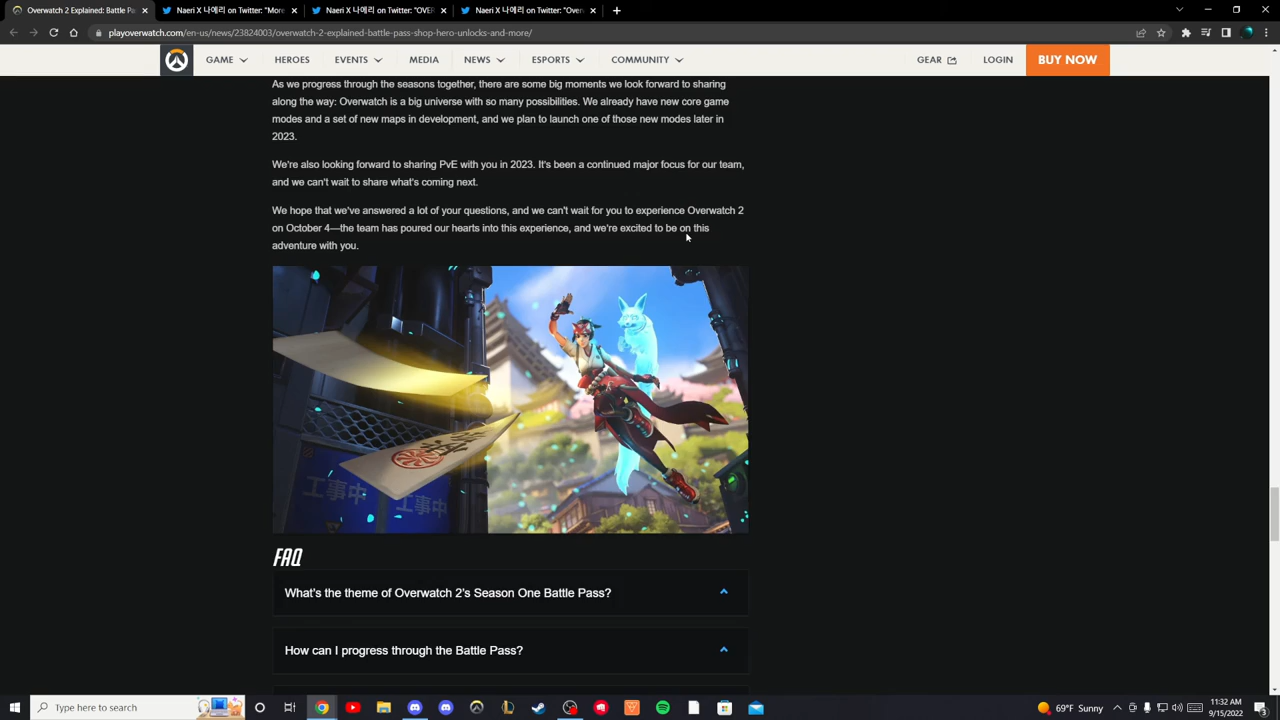 Overwatch 2 Explained: Battle Pa
Naeri X 나에리 on Twitter: "More
Naeri X 나에리 on Twitter: "OVER
Naeri X 나에리 on Twitter: "Over
playoverwatch.com/en-us/news/23824003/overwatch-2-explained-battle-pass-shop-hero-unlocks-and-more/
GAME HEROES EVENTS MEDIA NEWS ESPORTS COMMUNITY GEAR LOGIN BUY NOW
As we progress through the seasons together, there are some big moments we look forward to sharing
along the way: Overwatch is a big universe with so many possibilities. We already have new core game
modes and a set of new maps in development, and we plan to launch one of those new modes later in
2023.
We're also looking forward to sharing PvE with you in 2023. It's been a continued major focus for our team,
and we can't wait to share what's coming next.
We hope that we've answered a lot of your questions, and we can't wait for you to experience Overwatch 2
on October 4—the team has poured our hearts into this experience, and we're excited to be on this
adventure with you.
工事中
工事中
FAQ
What's the theme of Overwatch 2's Season One Battle Pass?
How can I progress through the Battle Pass?
Type here to search
69°F Sunny
11:32 AM
9/15/2022
3